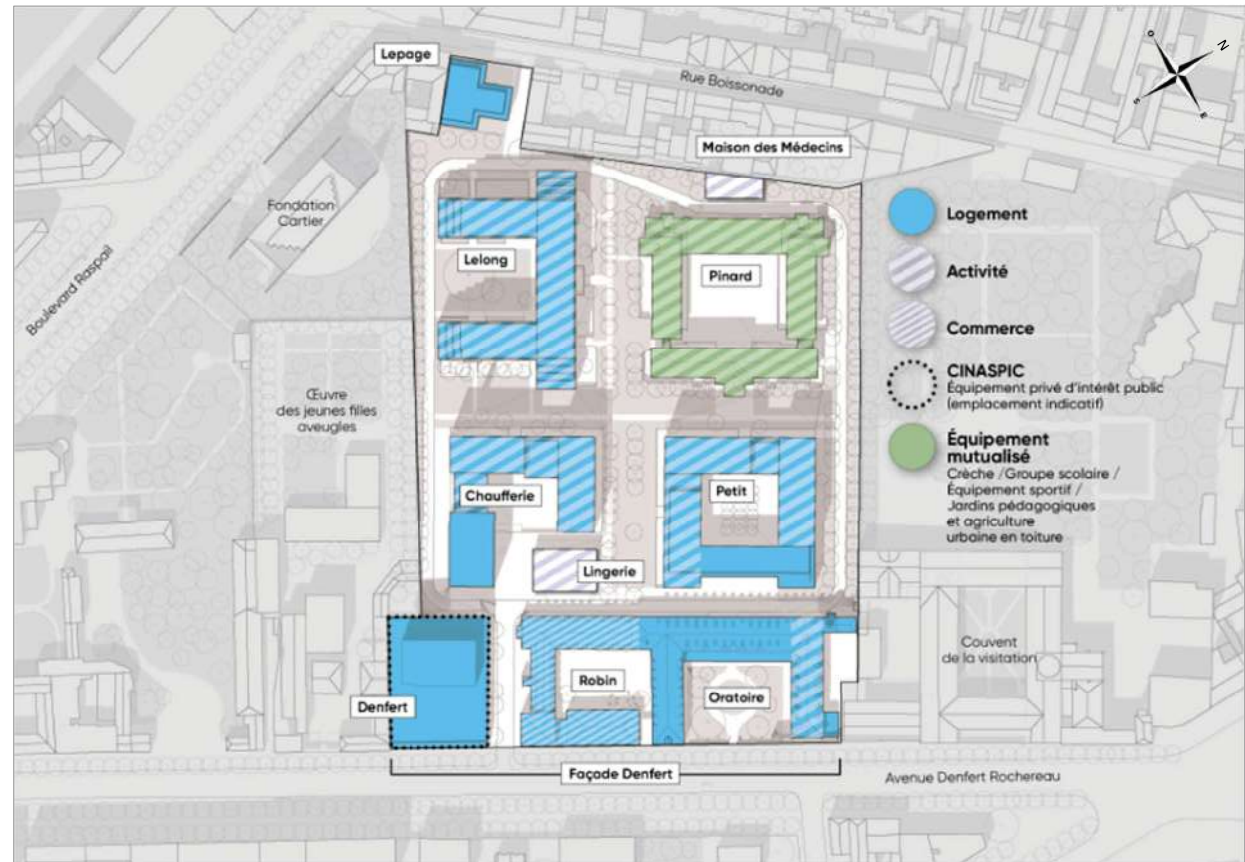 Lepage
Rue Boissonade
O
N
S
E
Maison des Médecins
Fondation
Cartier
Boulevard Raspail
Lelong
Pinard
Logement
Activité
Commerce
CINASPIC
Équipement privé d'intérêt public
(emplacement indicatif)
Équipement
mutualisé
Crèche /Groupe scolaire /
Équipement sportif /
Jardins pédagogiques
et agriculture
urbaine en toiture
Œuvre
des jeunes filles
aveugles
Chaufferie
Petit
Lingerie
Couvent
de la visitation
Robin
Oratoire
Denfert
Façade Denfert
Avenue Denfert Rochereau